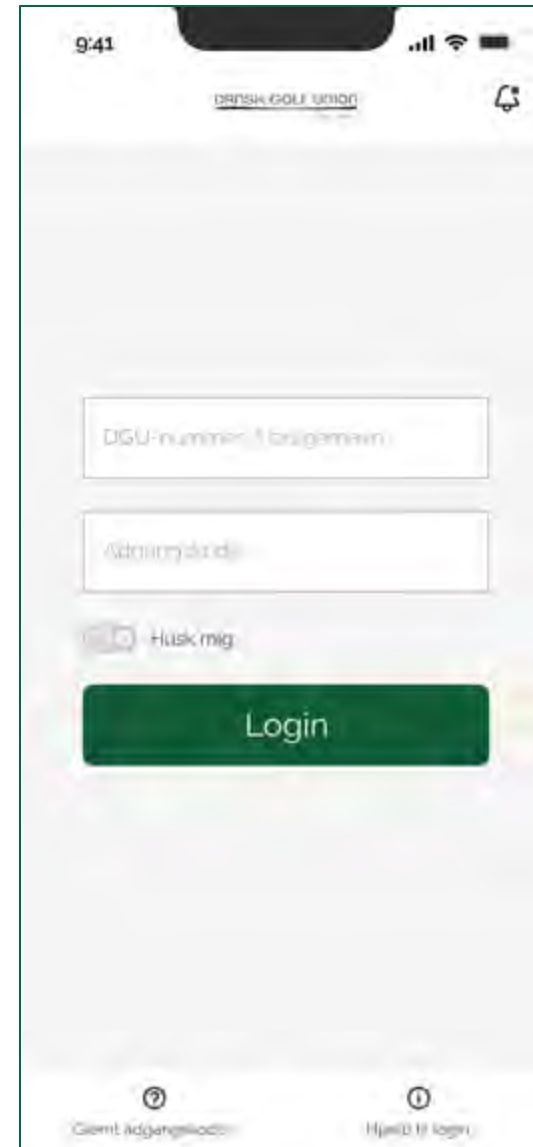 9:41
DANSK GOLF UNION
DGU-nummer / brugernavn
Adgangskode
Husk mig
Login
Glemt adgangskode
Hjælp til login